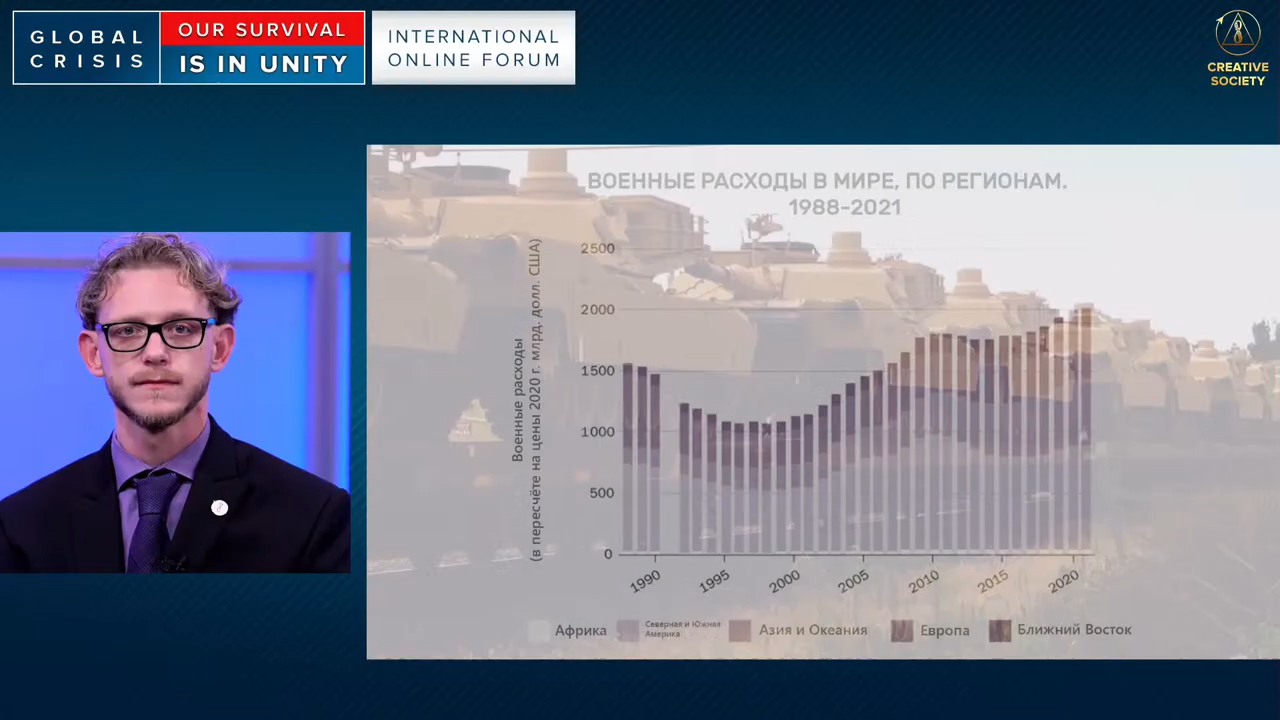 GLOBAL
CRISIS
OUR SURVIVAL
IS IN UNITY
INTERNATIONAL
ONLINE FORUM
CREATIVE
SOCIETY
ВОЕННЫЕ РАСХОДЫ В МИРЕ, ПО РЕГИОНАМ.
1988-2021
Военные расходы
(в пересчёте на цены 2020 г. млрд. долл. США)
2500
2000
1500
1000
500
0
1990
1995
2000
2005
2010
2015
2020
Африка
Северная и Южная
Америка
Азия и Океания
Европа
Ближний Восток